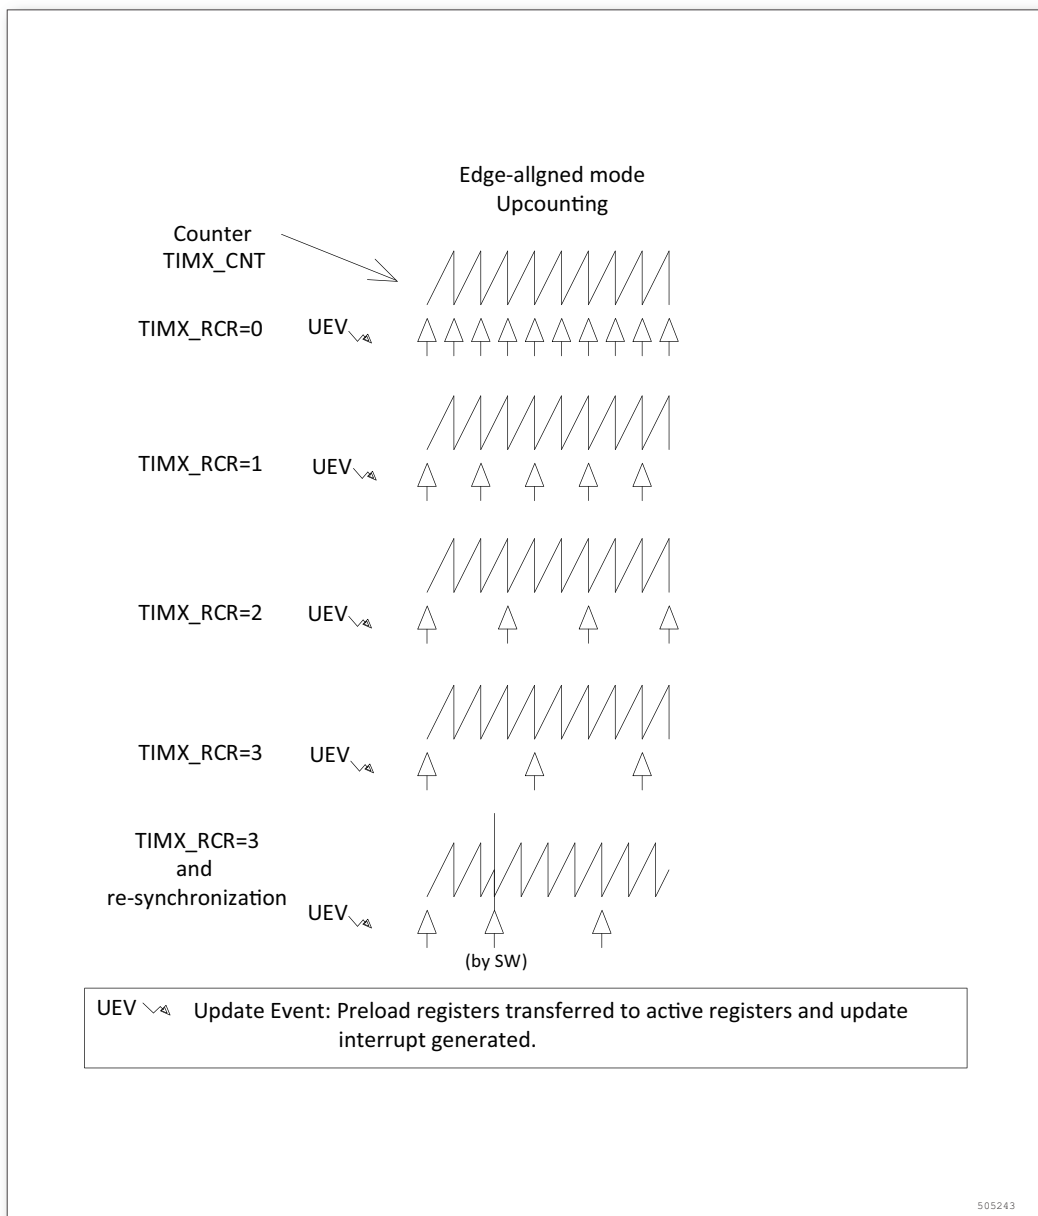 Edge-allgned mode
Upcounting
Counter
TIMX_CNT
TIMX_RCR=0
UEV
TIMX_RCR=1
UEV
TIMX_RCR=2
UEV
TIMX_RCR=3
UEV
TIMX_RCR=3
and
re-synchronization
UEV
(by SW)
UEV Update Event: Preload registers transferred to active registers and update
interrupt generated.
505243